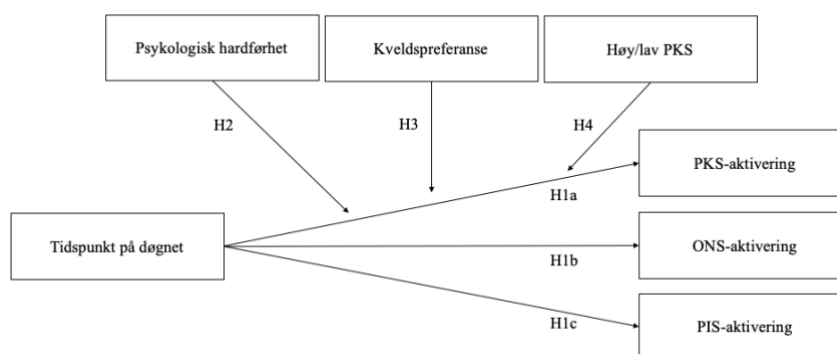 Psykologisk hardførhet
Kveldspreferanse
Høy/lav PKS
H2
H3
H4
PKS-aktivering
H1a
Tidspunkt på døgnet
ONS-aktivering
H1b
PIS-aktivering
H1c